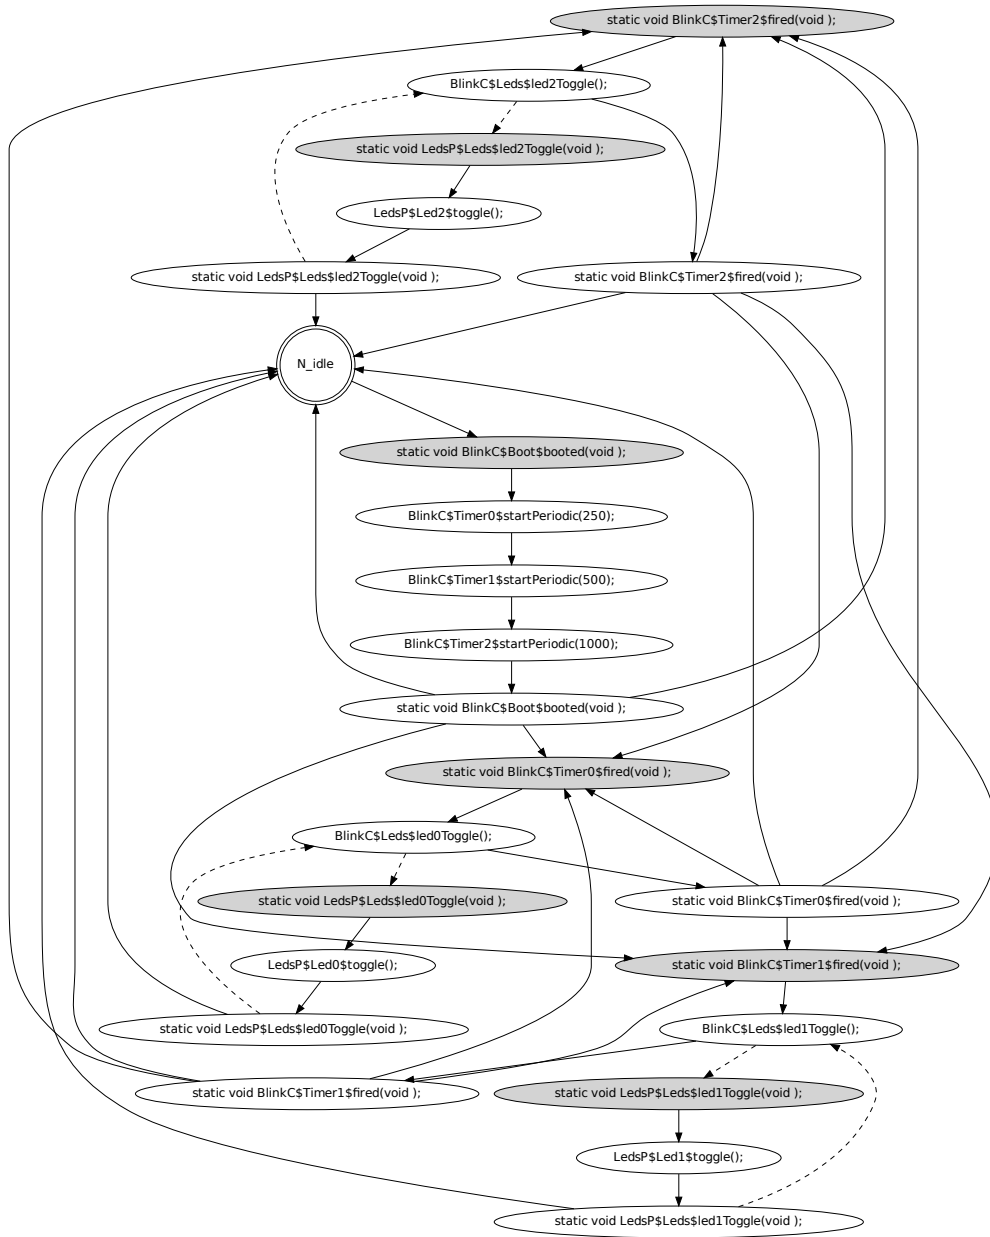 static void BlinkC$Timer2$fired(void );
BlinkC$Leds$led2Toggle();
static void LedsP$Leds$led2Toggle(void );
LedsP$Led2$toggle();
static void LedsP$Leds$led2Toggle(void );
static void BlinkC$Timer2$fired(void );
N_idle
static void BlinkC$Boot$booted(void );
BlinkC$Timer0$startPeriodic(250);
BlinkC$Timer1$startPeriodic(500);
BlinkC$Timer2$startPeriodic(1000);
static void BlinkC$Boot$booted(void );
static void BlinkC$Timer0$fired(void );
BlinkC$Leds$led0Toggle();
static void LedsP$Leds$led0Toggle(void );
static void BlinkC$Timer0$fired(void );
LedsP$Led0$toggle();
static void BlinkC$Timer1$fired(void );
static void LedsP$Leds$led0Toggle(void );
BlinkC$Leds$led1Toggle();
static void BlinkC$Timer1$fired(void );
static void LedsP$Leds$led1Toggle(void );
LedsP$Led1$toggle();
static void LedsP$Leds$led1Toggle(void );